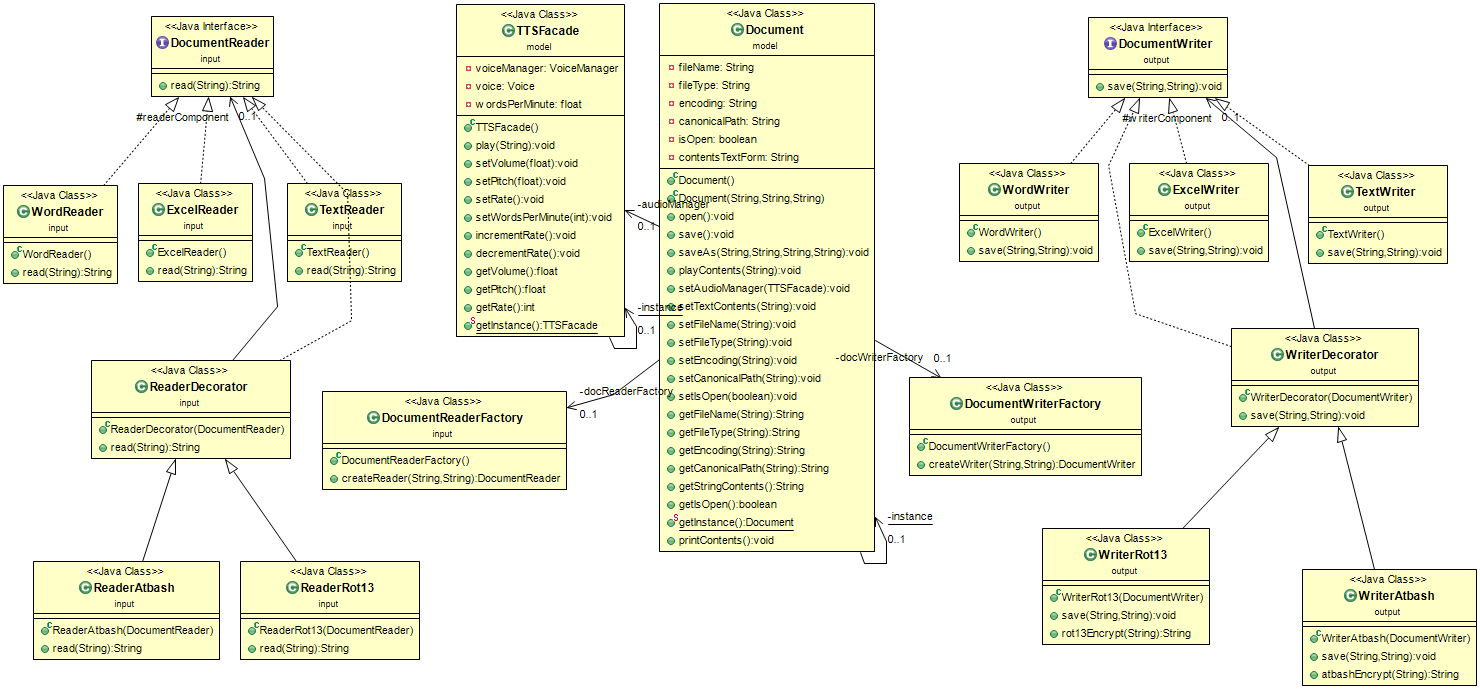 <<Java Interface>>
DocumentReader
input
read(String):String
#readerComponent
0..1
<<Java Class>>
WordReader
input
WordReader()
read(String):String
<<Java Class>>
ExcelReader
input
ExcelReader()
read(String):String
<<Java Class>>
TextReader
input
TextReader()
read(String):String
<<Java Class>>
ReaderDecorator
input
ReaderDecorator(DocumentReader)
read(String):String
<<Java Class>>
ReaderAtbash
input
ReaderAtbash(DocumentReader)
read(String):String
<<Java Class>>
ReaderRot13
input
ReaderRot13(DocumentReader)
read(String):String
<<Java Class>>
TTSFacade
model
voiceManager: VoiceManager
voice: Voice
wordsPerMinute: float
TTSFacade()
play(String):void
setVolume(float):void
setPitch(float):void
setRate():void
setWordsPerMinute(int):void
incrementRate():void
decrementRate():void
getVolume():float
getPitch():float
getRate():int
getInstance():TTSFacade
-audioManager
0..1
-instance
0..1
<<Java Class>>
DocumentReaderFactory
input
DocumentReaderFactory()
createReader(String,String):DocumentReader
-docReaderFactory
0..1
<<Java Class>>
Document
model
fileName: String
fileType: String
encoding: String
canonicalPath: String
isOpen: boolean
contentsTextForm: String
Document()
Document(String,String,String)
open():void
save():void
saveAs(String,String,String,String):void
playContents(String):void
setAudioManager(TTSFacade):void
setTextContents(String):void
setFileName(String):void
setFileType(String):void
setEncoding(String):void
setCanonicalPath(String):void
setIsOpen(boolean):void
getFileName(String):String
getFileType(String):String
getEncoding(String):String
getCanonicalPath(String):String
getStringContents():String
getIsOpen():boolean
getInstance():Document
printContents():void
-instance
0..1
-docWriterFactory
0..1
<<Java Class>>
DocumentWriterFactory
output
DocumentWriterFactory()
createWriter(String,String):DocumentWriter
<<Java Interface>>
DocumentWriter
output
save(String,String):void
#writerComponent
0..1
<<Java Class>>
WordWriter
output
WordWriter()
save(String,String):void
<<Java Class>>
ExcelWriter
output
ExcelWriter()
save(String,String):void
<<Java Class>>
TextWriter
output
TextWriter()
save(String,String):void
<<Java Class>>
WriterDecorator
output
WriterDecorator(DocumentWriter)
save(String,String):void
<<Java Class>>
WriterRot13
output
WriterRot13(DocumentWriter)
save(String,String):void
rot13Encrypt(String):String
<<Java Class>>
WriterAtbash
output
WriterAtbash(DocumentWriter)
save(String,String):void
atbashEncrypt(String):String